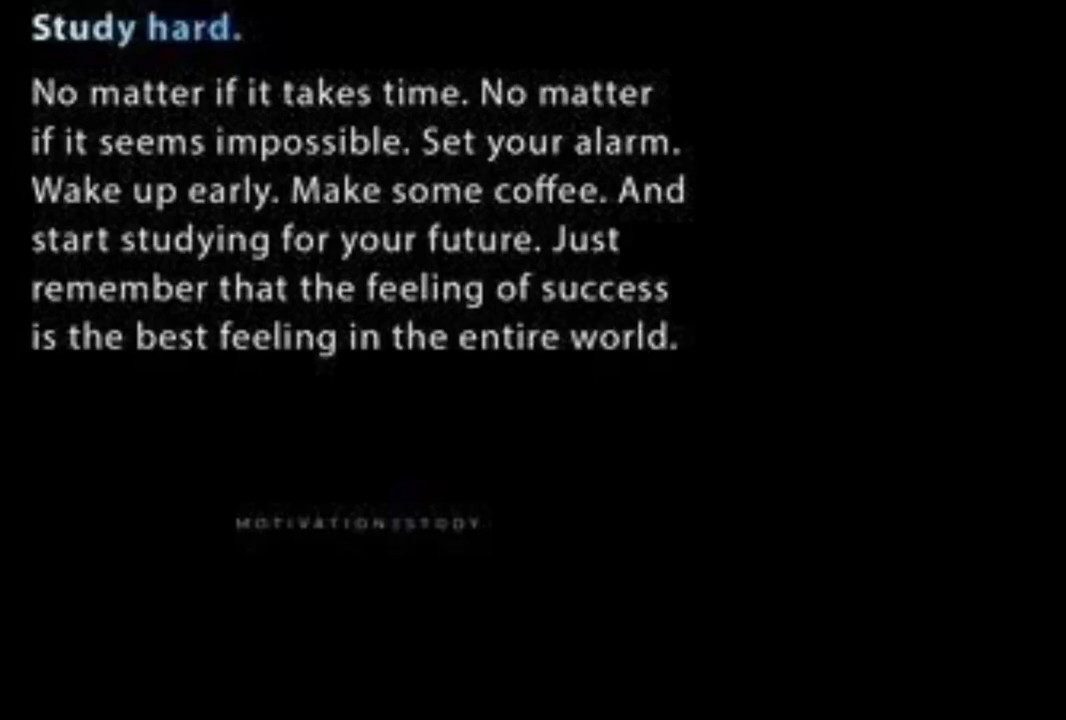 Study hard.
No matter if it takes time. No matter
if it seems impossible. Set your alarm.
Wake up early. Make some coffee. And
start studying for your future. Just
remember that the feeling of success
is the best feeling in the entire world.
MOTIVATION2STUDY